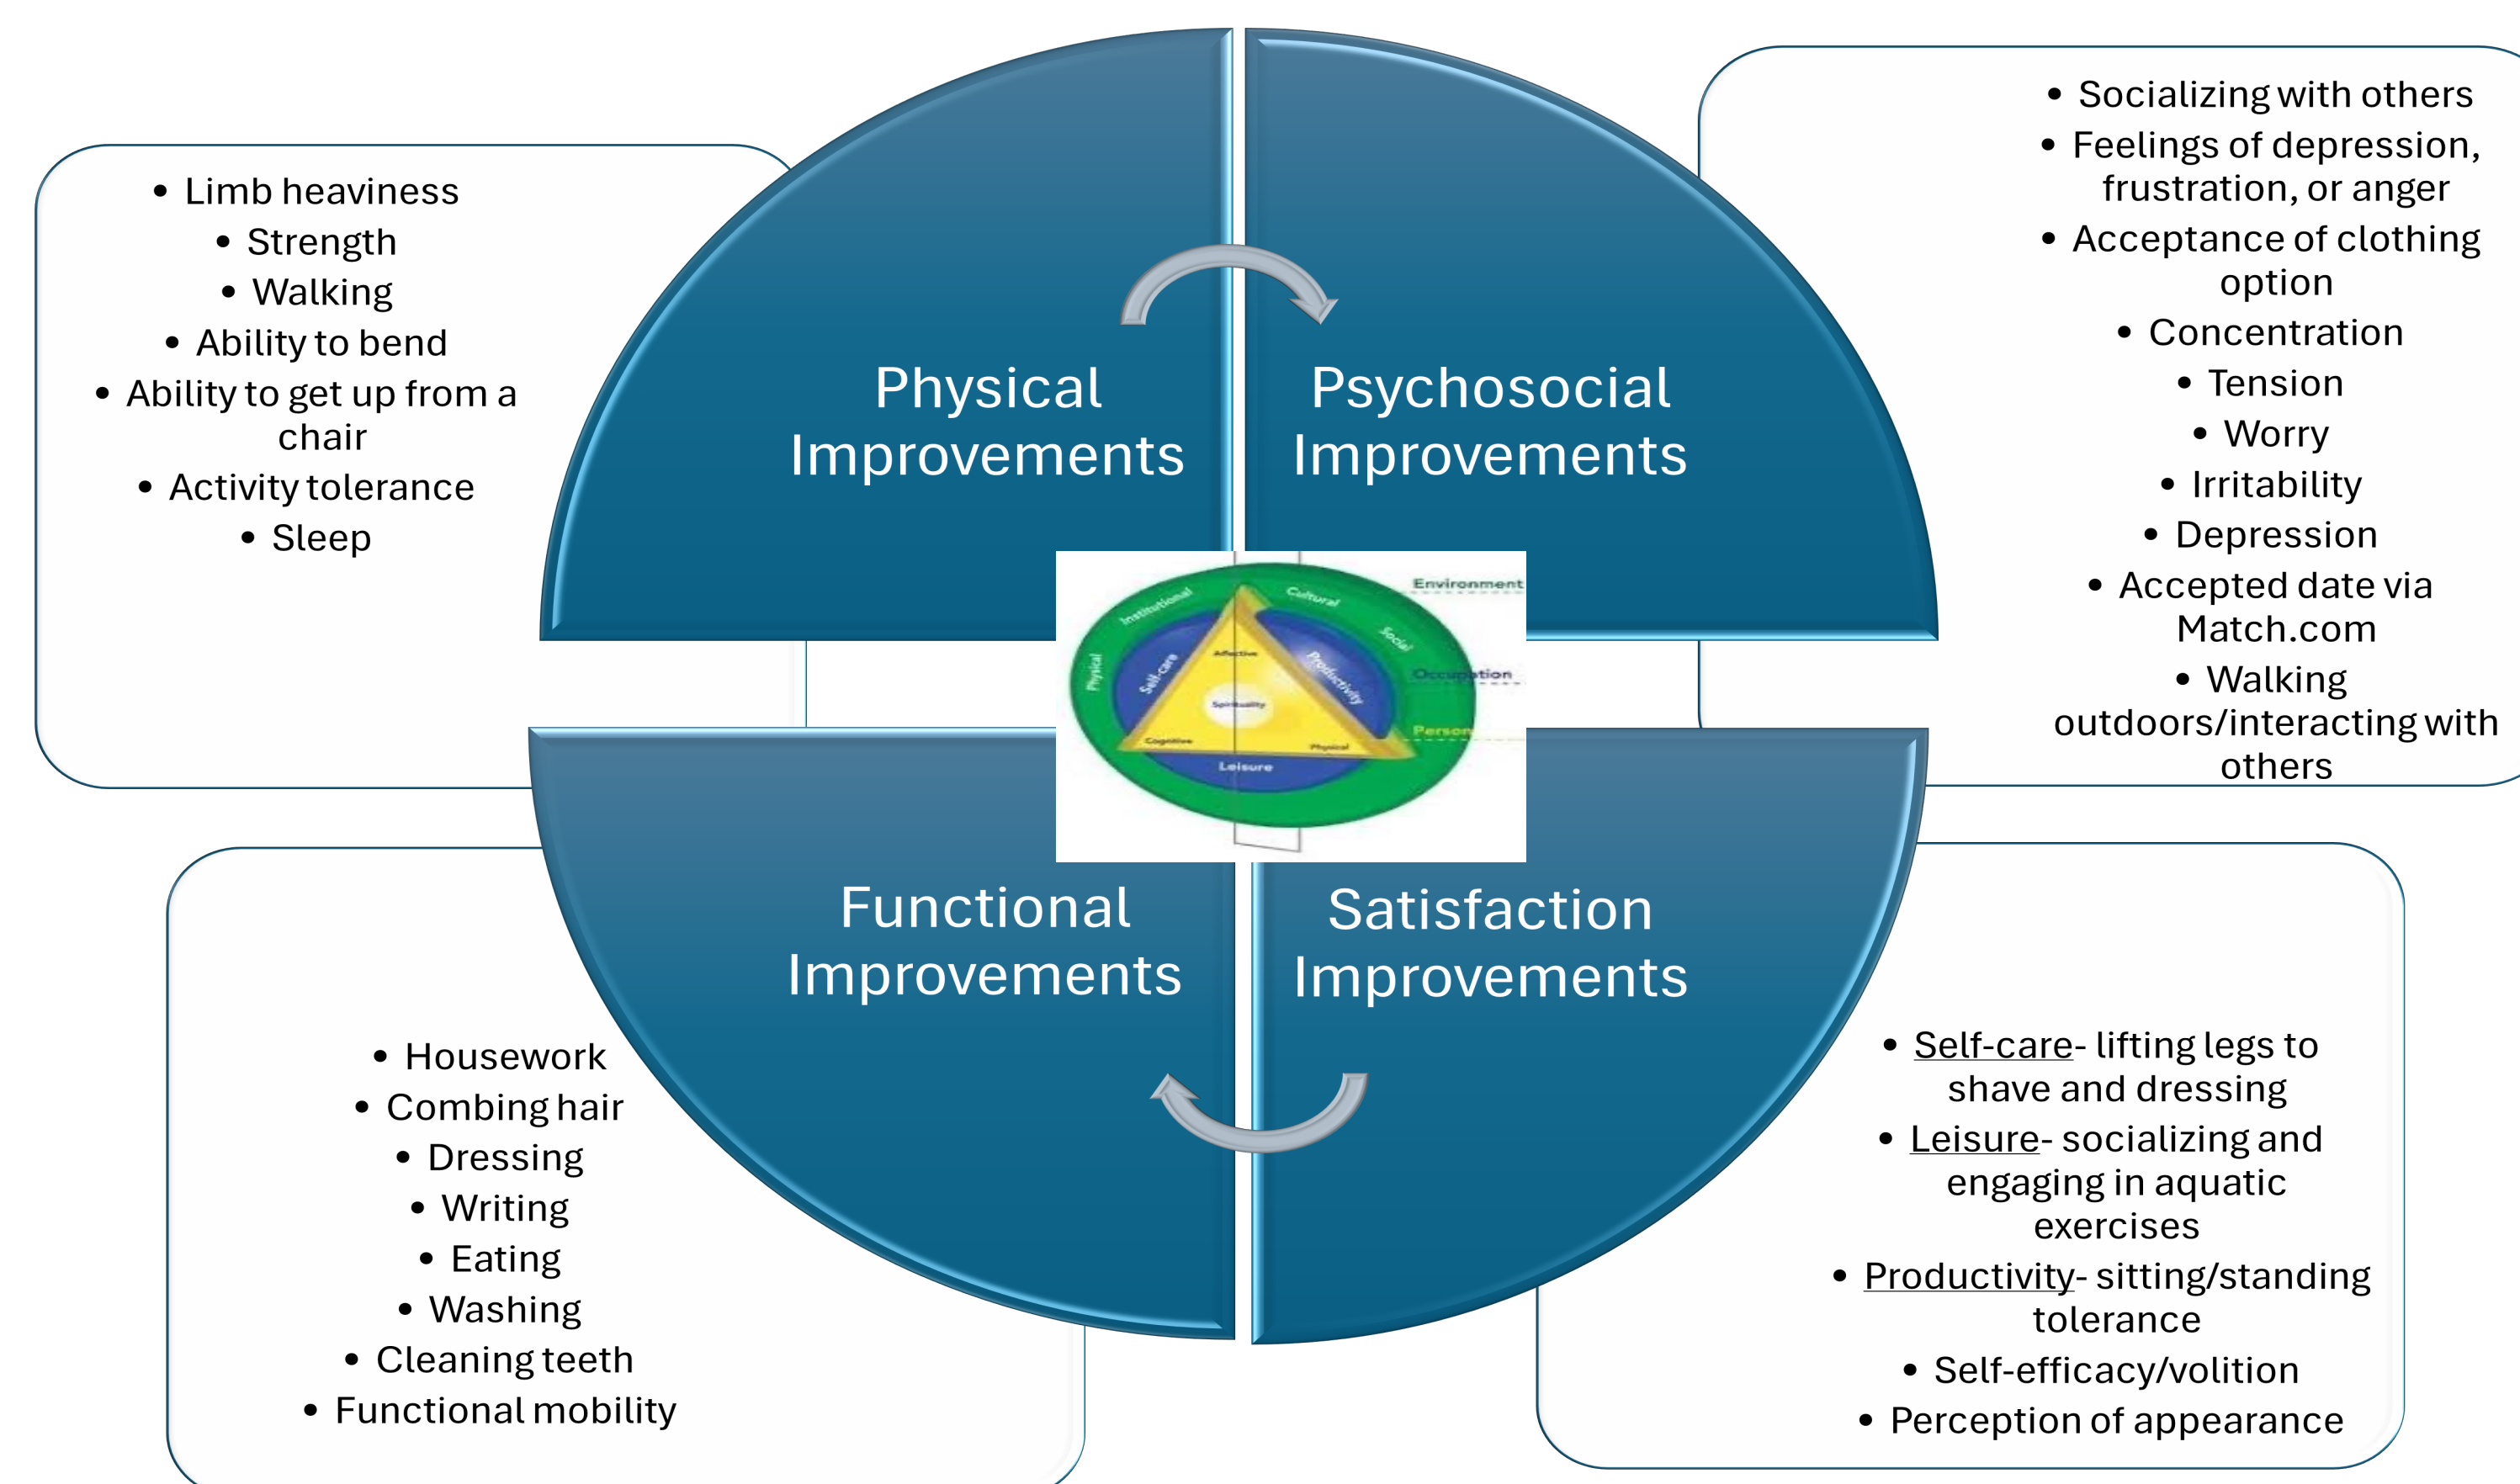 • Limb heaviness
• Strength
• Walking
• Ability to bend
• Ability to get up from a
chair
• Activity tolerance
• Sleep
Physical
Improvements
Psychosocial
Improvements
• Socializing with others
• Feelings of depression,
frustration, or anger
• Acceptance of clothing
option
• Concentration
• Tension
• Worry
• Irritability
• Depression
• Accepted date via
Match.com
• Walking
outdoors/interacting with
others
Environment
Institutional
Cultural
Social
Physical
Affective
Self-care
Productivity
Occupation
Spirituality
Person
Cognitive
Physical
Leisure
Functional
Improvements
Satisfaction
Improvements
• Housework
• Combing hair
• Dressing
• Writing
• Eating
• Washing
• Cleaning teeth
• Functional mobility
• Self-care- lifting legs to
shave and dressing
• Leisure- socializing and
engaging in aquatic
exercises
• Productivity- sitting/standing
tolerance
• Self-efficacy/volition
• Perception of appearance